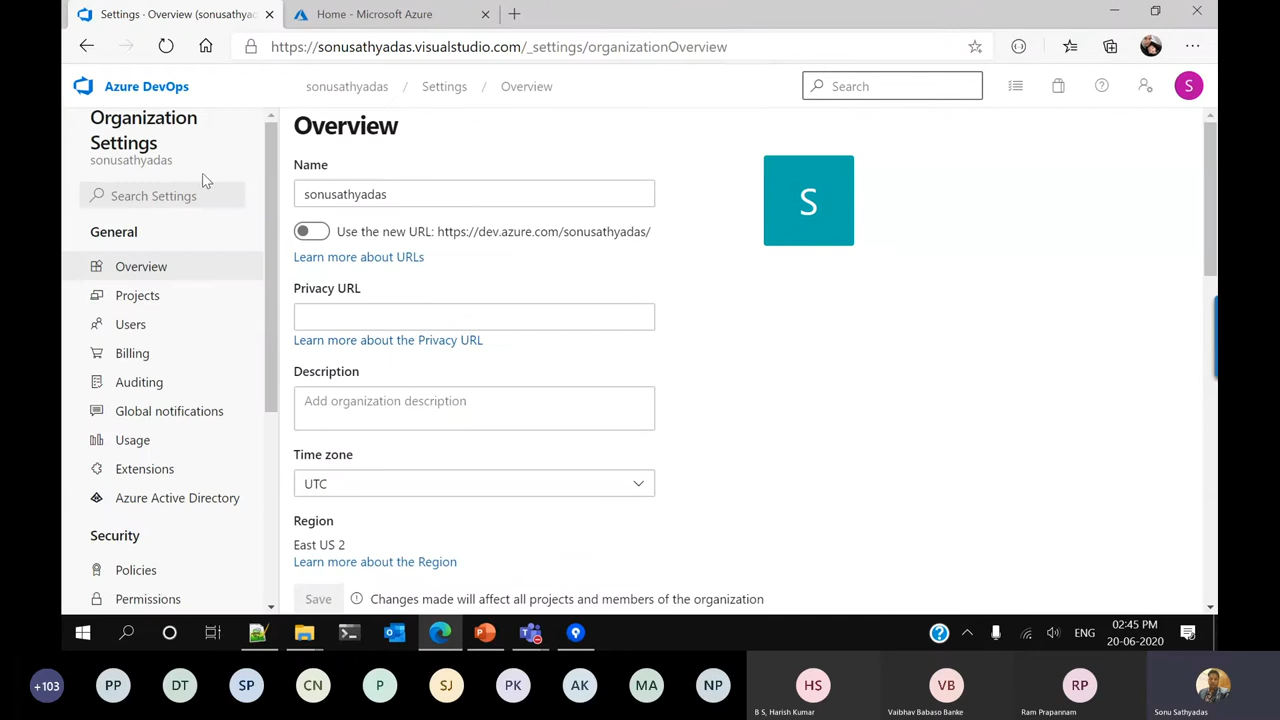 Settings · Overview (sonusathyac
Home - Microsoft Azure
https://sonusathyadas.visualstudio.com/_settings/organizationOverview
Azure DevOps
sonusathyadas / Settings / Overview
Search
S
Organization
Settings
sonusathyadas
Search Settings
General
Overview
Projects
Users
Billing
Auditing
Global notifications
Usage
Extensions
Azure Active Directory
Security
Policies
Permissions
Overview
Name
sonusathyadas
Use the new URL: https://dev.azure.com/sonusathyadas/
Learn more about URLs
Privacy URL
Learn more about the Privacy URL
Description
Add organization description
Time zone
UTC
Region
East US 2
Learn more about the Region
Save
Changes made will affect all projects and members of the organization
S
ENG
02:45 PM
20-06-2020
+103
PP
DT
SP
CN
P
SJ
PK
AK
MA
NP
HS
B S, Harish Kumar
VB
Vaibhav Babaso Banke
RP
Ram Prapannam
Sonu Sathyadas